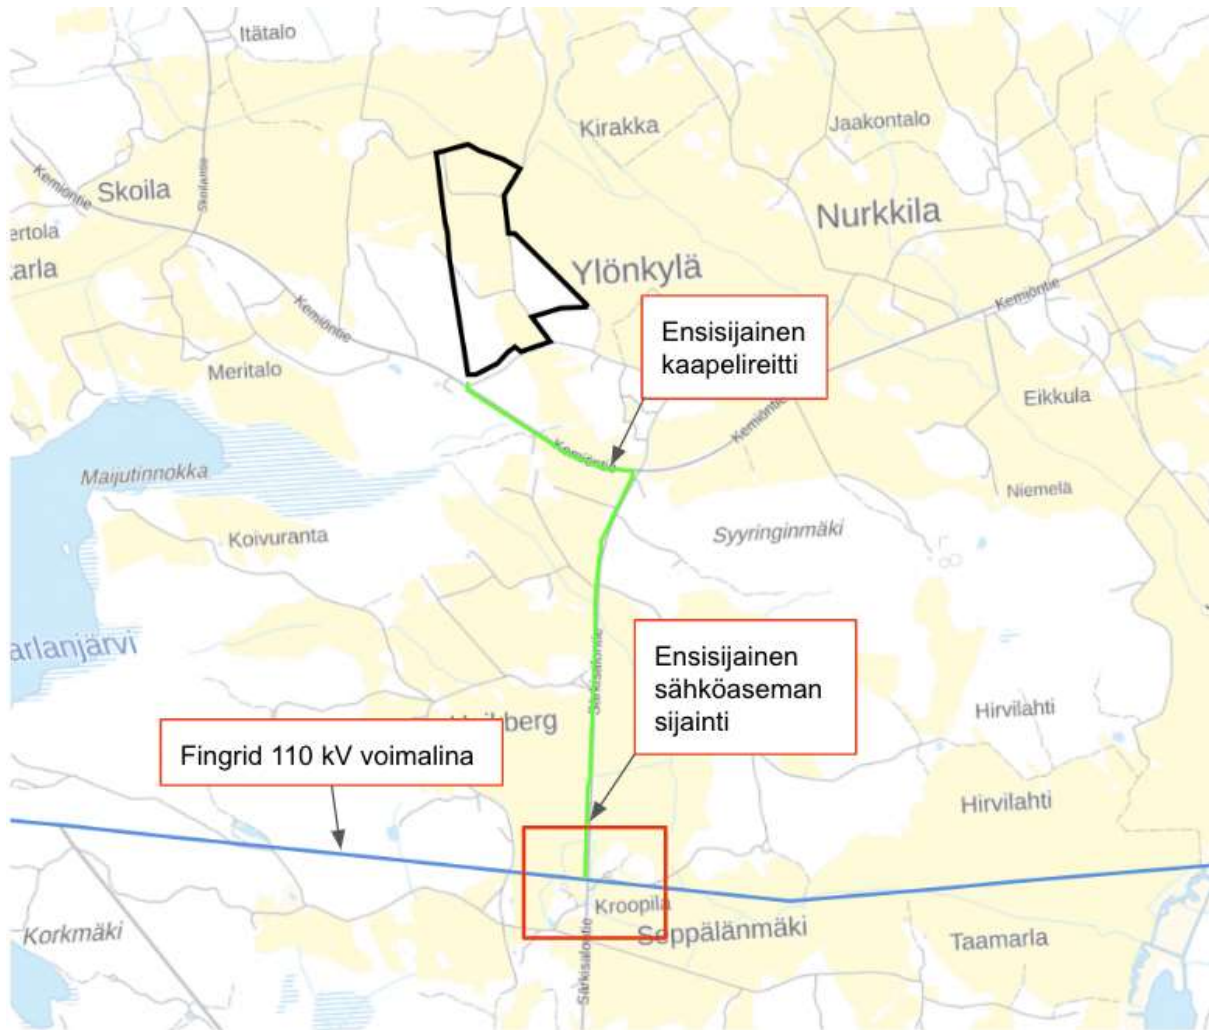 Itätalo
Kirakka
Jaakontalo
Kemiöntie
Skoila
Skoilantie
Nurkkila
ertola
arla
Ylönkylä
Kemiöntie
Kemiöntie
Ensisijainen
kaapelireitti
Meritalo
Eikkula
Kemiöntie
Kemiöntie
Maijutinnokka
Niemelä
Koivuranta
Syyringinmäki
arlanjärvi
Särkisalontie
Ensisijainen
sähköaseman
sijainti
berg
Hirvilahti
Fingrid 110 kV voimalina
Hirvilahti
Kroopila
Korkmäki
Seppälänmäki
Taamarla
Särkisalontie